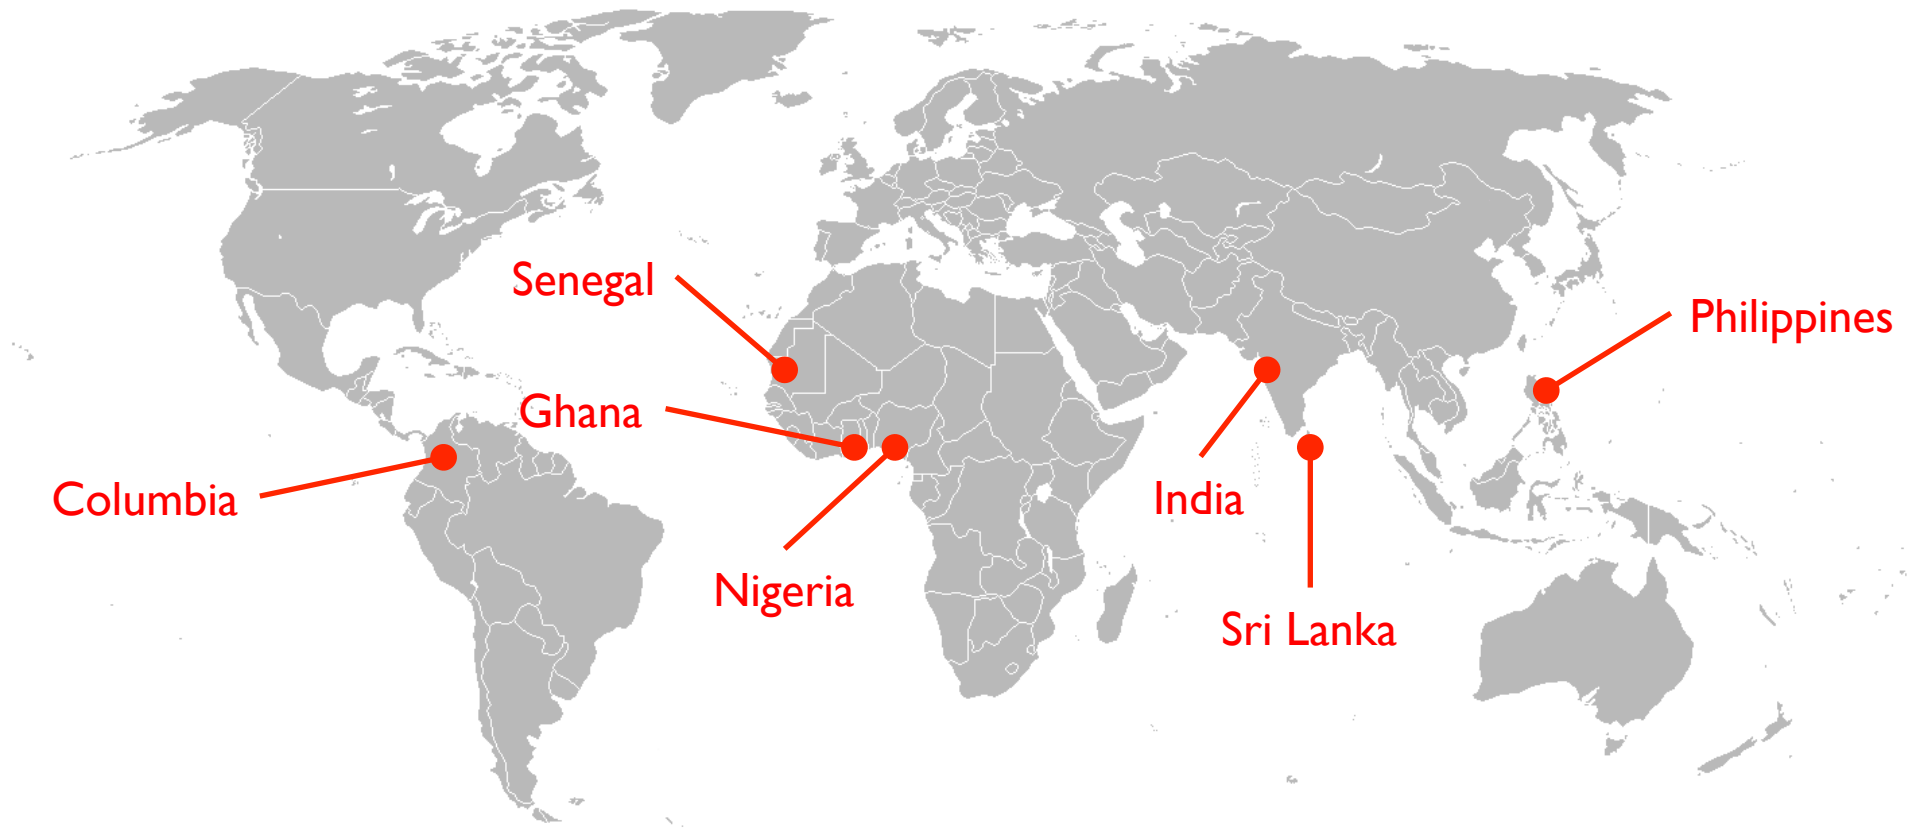 Senegal
Philippines
Ghana
Columbia
India
Nigeria
Sri Lanka